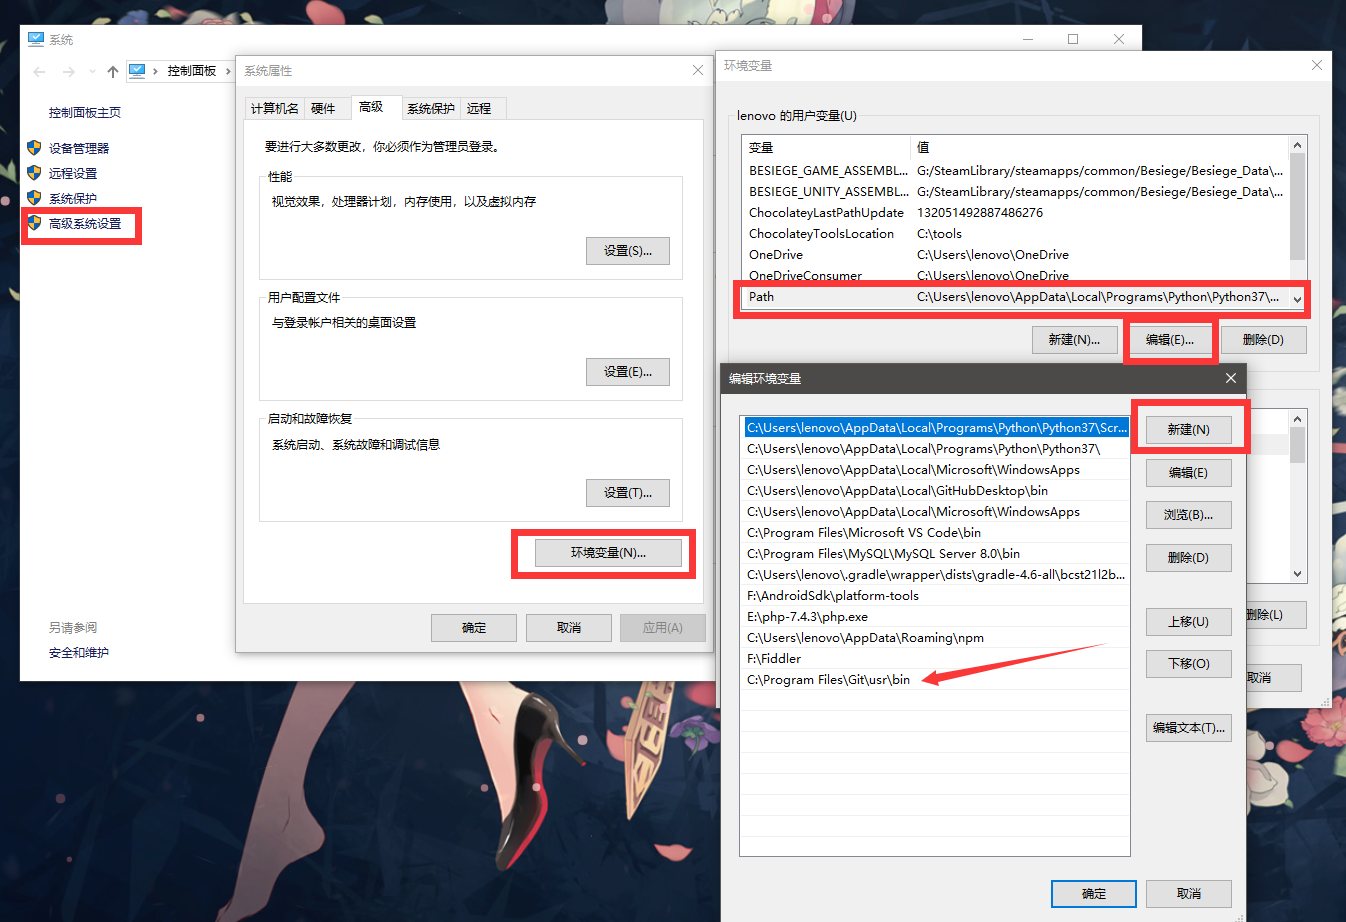 系统
控制面板
控制面板主页
设备管理器
远程设置
系统保护
高级系统设置
另请参阅
安全和维护
系统属性
计算机名 硬件 高级 系统保护 远程
要进行大多数更改，你必须作为管理员登录。
性能
视觉效果，处理器计划，内存使用，以及虚拟内存
设置(S)...
用户配置文件
与登录帐户相关的桌面设置
设置(E)...
启动和故障恢复
系统启动、系统故障和调试信息
设置(T)...
环境变量(N)...
确定 取消 应用(A)
环境变量
lenovo 的用户变量(U)
变量 值
BESIEGE_GAME_ASSEMBL... G:/SteamLibrary/steamapps/common/Besiege/Besiege_Data\...
BESIEGE_UNITY_ASSEMBL... G:/SteamLibrary/steamapps/common/Besiege/Besiege_Data\...
ChocolateyLastPathUpdate 132051492887486276
ChocolateyToolsLocation C:\tools
OneDrive C:\Users\lenovo\OneDrive
OneDriveConsumer C:\Users\lenovo\OneDrive
Path C:\Users\lenovo\AppData\Local\Programs\Python\Python37\...
新建(N)... 编辑(E)... 删除(D)
删除(L)
取消
编辑环境变量
C:\Users\lenovo\AppData\Local\Programs\Python\Python37\Scr...
C:\Users\lenovo\AppData\Local\Programs\Python\Python37\
C:\Users\lenovo\AppData\Local\Microsoft\WindowsApps
C:\Users\lenovo\AppData\Local\GitHubDesktop\bin
C:\Users\lenovo\AppData\Local\Microsoft\WindowsApps
C:\Program Files\Microsoft VS Code\bin
C:\Program Files\MySQL\MySQL Server 8.0\bin
C:\Users\lenovo\.gradle\wrapper\dists\gradle-4.6-all\bcst21l2b...
F:\AndroidSdk\platform-tools
E:\php-7.4.3\php.exe
C:\Users\lenovo\AppData\Roaming\npm
F:\Fiddler
C:\Program Files\Git\usr\bin
新建(N)
编辑(E)
浏览(B)...
删除(D)
上移(U)
下移(O)
编辑文本(T)...
确定 取消